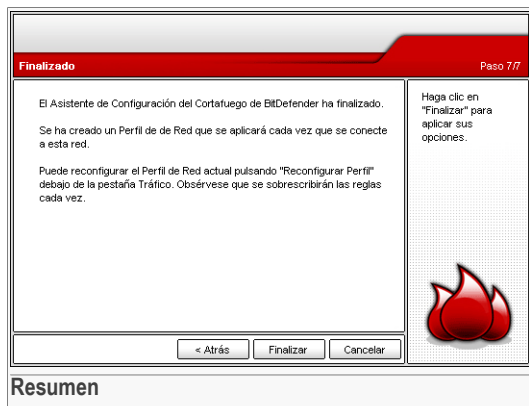 Finalizado
Paso 7/7
El Asistente de Configuración del Cortafuego de BitDefender ha finalizado.
Se ha creado un Perfil de de Red que se aplicará cada vez que se conecte
a esta red.
Puede reconfigurar el Perfil de Red actual pulsando "Reconfigurar Perfil"
debajo de la pestaña Tráfico. Obsérvese que se sobrescribirán las reglas
cada vez.
Haga clic en
"Finalizar" para
aplicar sus
opciones.
< Atrás
Finalizar
Cancelar
Resumen